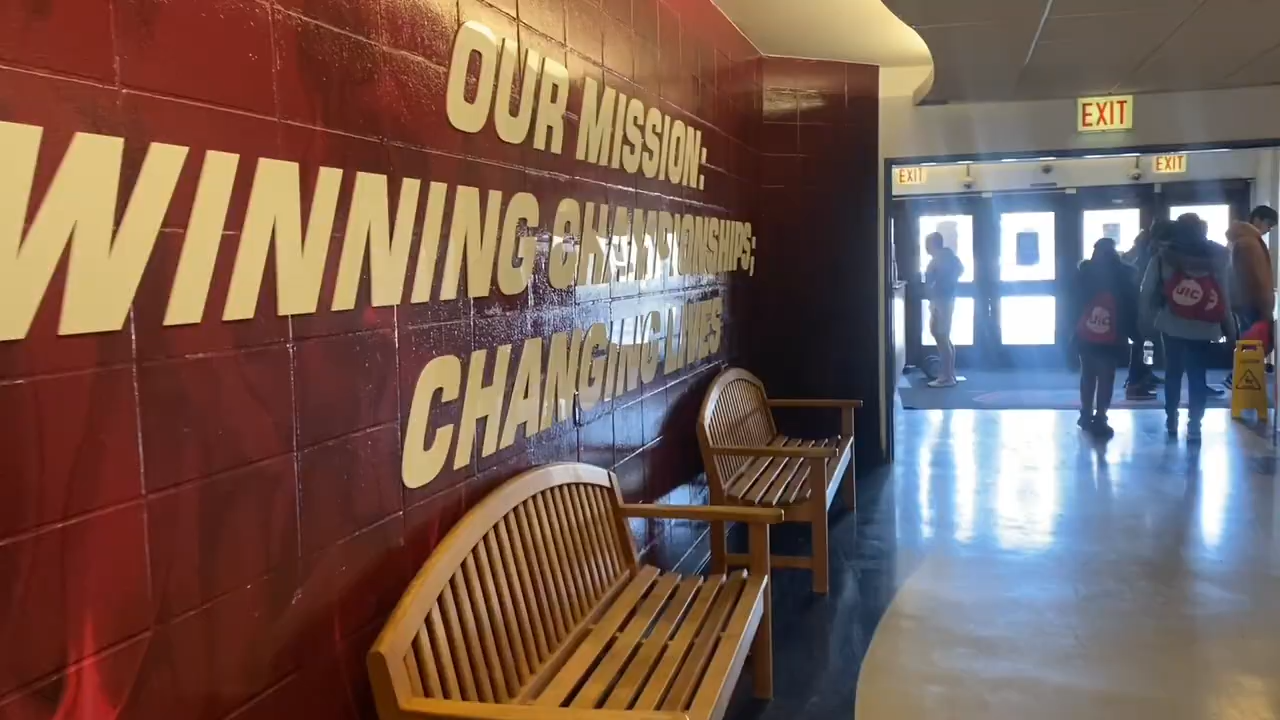 OUR MISSION:
WINNING CHAMPIONSHIPS;
CHANGING LIVES
EXIT
EXIT
EXIT
UIC
UIC